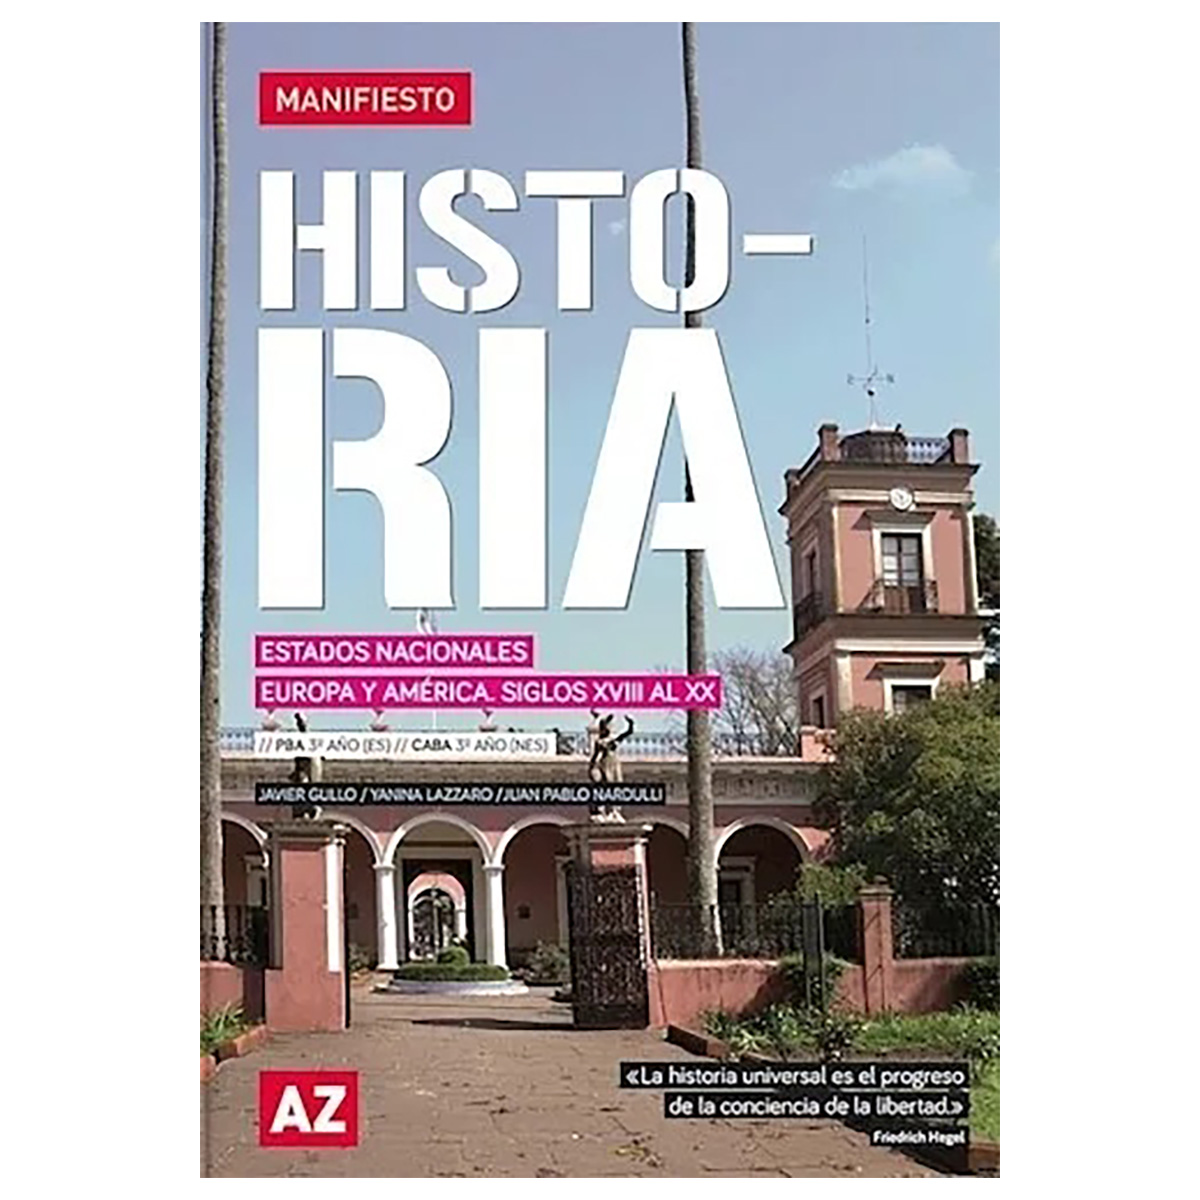 MANIFIESTO
HISTO-
RIA
ESTADOS NACIONALES
EUROPA Y AMÉRICA. SIGLOS XVIII AL XX
// PBA 3º AÑO (ES) // CABA 3º AÑO (NES)
JAVIER GULLO / YANINA LAZZARO / JUAN PABLO NARDULLI
«La historia universal es el progreso
de la conciencia de la libertad.»
Friedrich Hegel
AZ